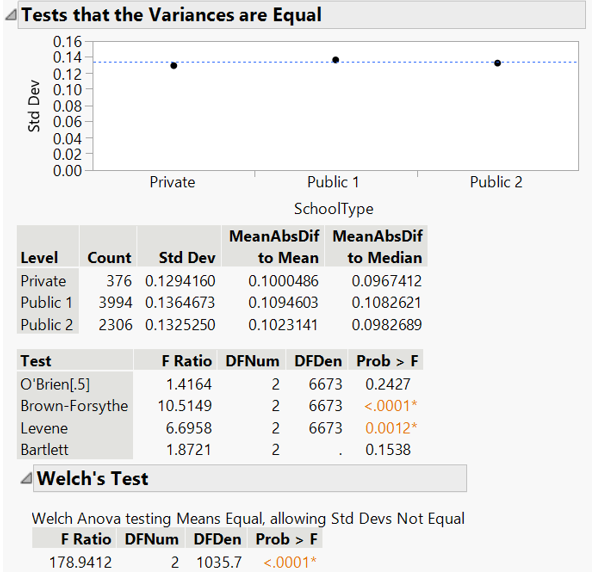 Tests that the Variances are Equal
0.16
0.14
0.12
0.10
0.08
0.06
0.04
0.02
0.00
Std Dev
Private Public 1 Public 2
SchoolType
Level Count Std Dev MeanAbsDif to Mean MeanAbsDif to Median
Private 376 0.1294160 0.1000486 0.0967412
Public 1 3994 0.1364673 0.1094603 0.1082621
Public 2 2306 0.1325250 0.1023141 0.0982689
Test F Ratio DFNum DFDen Prob > F
O'Brien[.5] 1.4164 2 6673 0.2427
Brown-Forsythe 10.5149 2 6673 <.0001*
Levene 6.6958 2 6673 0.0012*
Bartlett 1.8721 2 . 0.1538
Welch's Test
Welch Anova testing Means Equal, allowing Std Devs Not Equal
F Ratio DFNum DFDen Prob > F
178.9412 2 1035.7 <.0001*